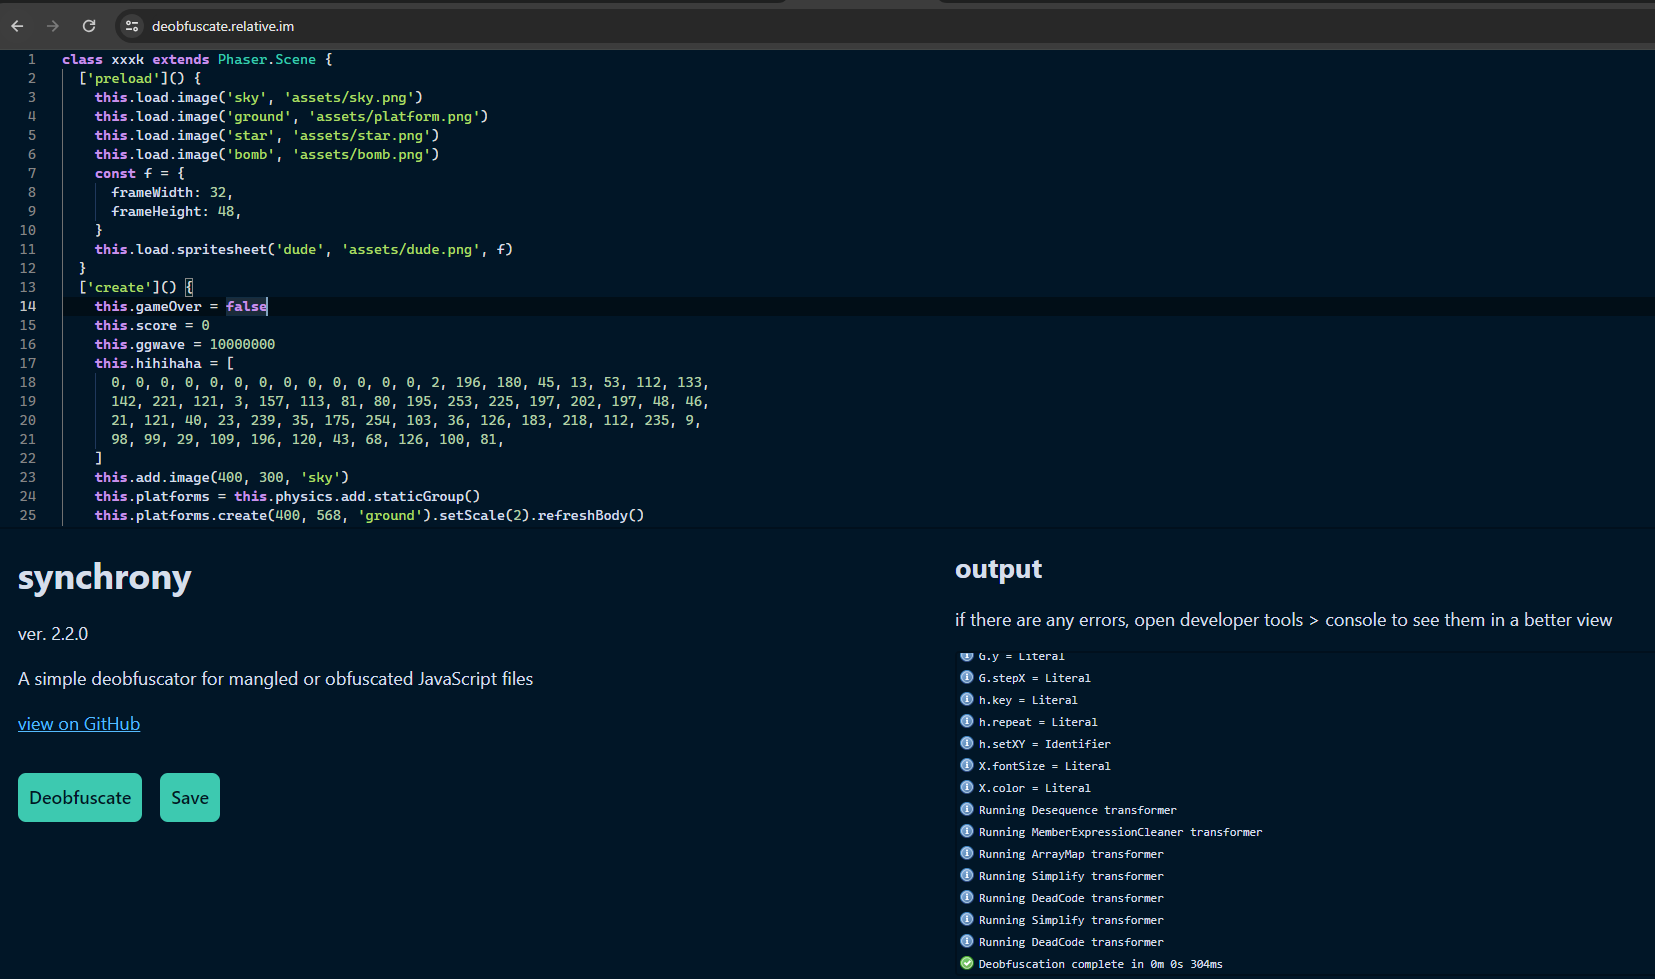 deobfuscate.relative.im
1 class xxxk extends Phaser.Scene {
2 ['preload']() {
3 this.load.image('sky', 'assets/sky.png')
4 this.load.image('ground', 'assets/platform.png')
5 this.load.image('star', 'assets/star.png')
6 this.load.image('bomb', 'assets/bomb.png')
7 const f = {
8 frameWidth: 32,
9 frameHeight: 48,
10 }
11 this.load.spritesheet('dude', 'assets/dude.png', f)
12 }
13 ['create']() {
14 this.gameOver = false
15 this.score = 0
16 this.ggwave = 10000000
17 this.hihihaha = [
18 0, 0, 0, 0, 0, 0, 0, 0, 0, 0, 0, 0, 0, 2, 196, 180, 45, 13, 53, 112, 133,
19 142, 221, 121, 3, 157, 113, 81, 80, 195, 253, 225, 197, 202, 197, 48, 46,
20 21, 121, 40, 23, 239, 35, 175, 254, 103, 36, 126, 183, 218, 112, 235, 9,
21 98, 99, 29, 109, 196, 120, 43, 68, 126, 100, 81,
22 ]
23 this.add.image(400, 300, 'sky')
24 this.platforms = this.physics.add.staticGroup()
25 this.platforms.create(400, 568, 'ground').setScale(2).refreshBody()
synchrony
ver. 2.2.0
A simple deobfuscator for mangled or obfuscated JavaScript files
view on GitHub
Deobfuscate Save
output
if there are any errors, open developer tools > console to see them in a better view
G.y = Literal
G.stepX = Literal
h.key = Literal
h.repeat = Literal
h.setXY = Identifier
X.fontSize = Literal
X.color = Literal
Running Desequence transformer
Running MemberExpressionCleaner transformer
Running ArrayMap transformer
Running Simplify transformer
Running DeadCode transformer
Running Simplify transformer
Running DeadCode transformer
Deobfuscation complete in 0m 0s 304ms